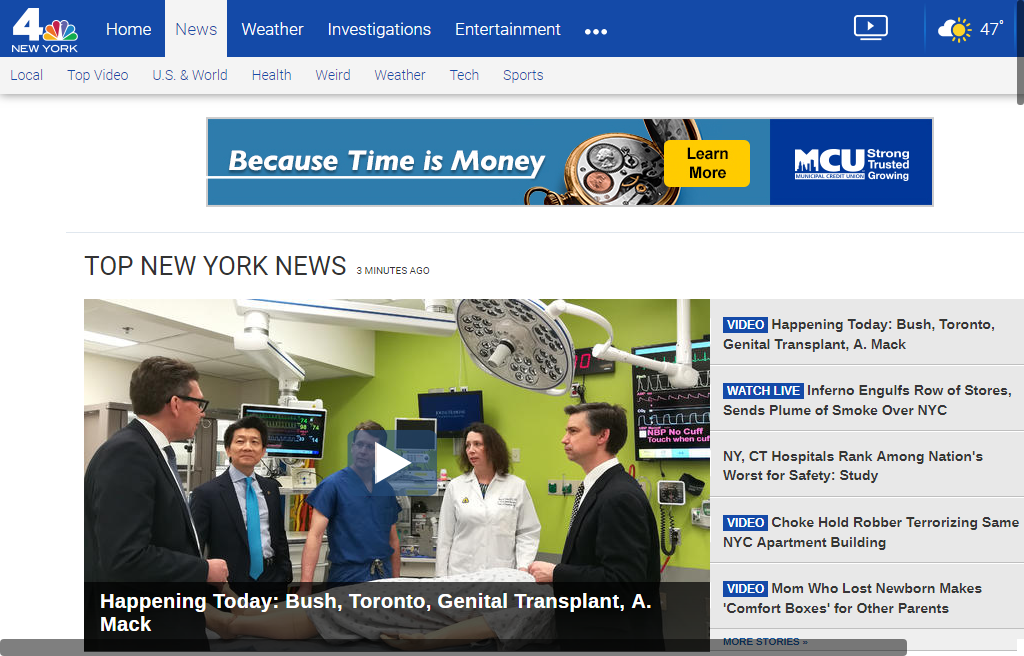 4
NEW YORK
Home News Weather Investigations Entertainment •••
47°
Local Top Video U.S. & World Health Weird Weather Tech Sports
Because Time is Money
Learn
More
MCU
MUNICIPAL CREDIT UNION
Strong
Trusted
Growing
TOP NEW YORK NEWS 3 MINUTES AGO
NBP No Cuff
Touch when cuf
Happening Today: Bush, Toronto, Genital Transplant, A.
Mack
VIDEO Happening Today: Bush, Toronto,
Genital Transplant, A. Mack
WATCH LIVE Inferno Engulfs Row of Stores,
Sends Plume of Smoke Over NYC
NY, CT Hospitals Rank Among Nation's
Worst for Safety: Study
VIDEO Choke Hold Robber Terrorizing Same
NYC Apartment Building
VIDEO Mom Who Lost Newborn Makes
'Comfort Boxes' for Other Parents
MORE STORIES »